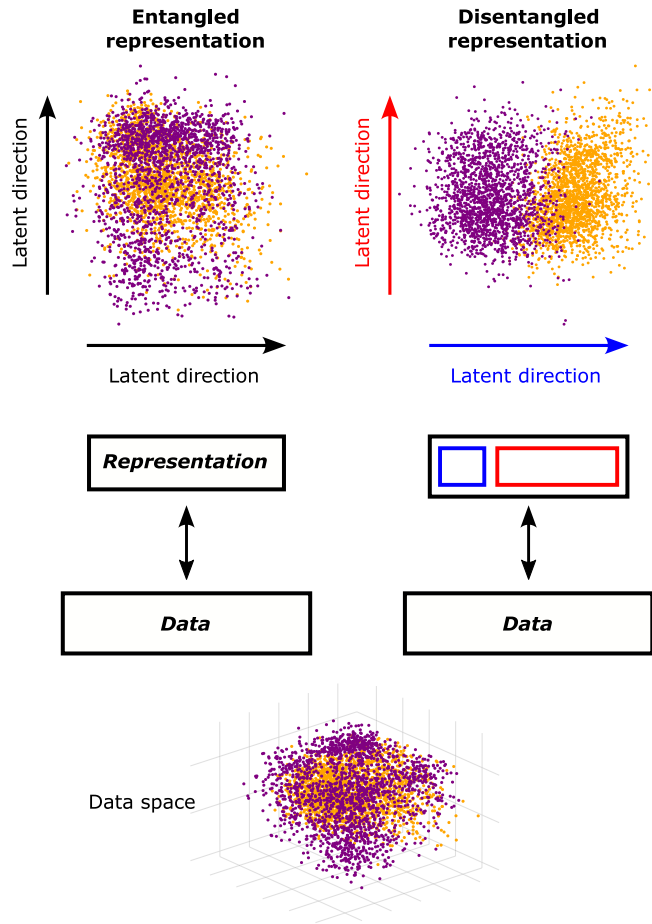 Entangled
representation
Disentangled
representation
Latent direction
Latent direction
Latent direction
Latent direction
Representation
Data
Data
Data space